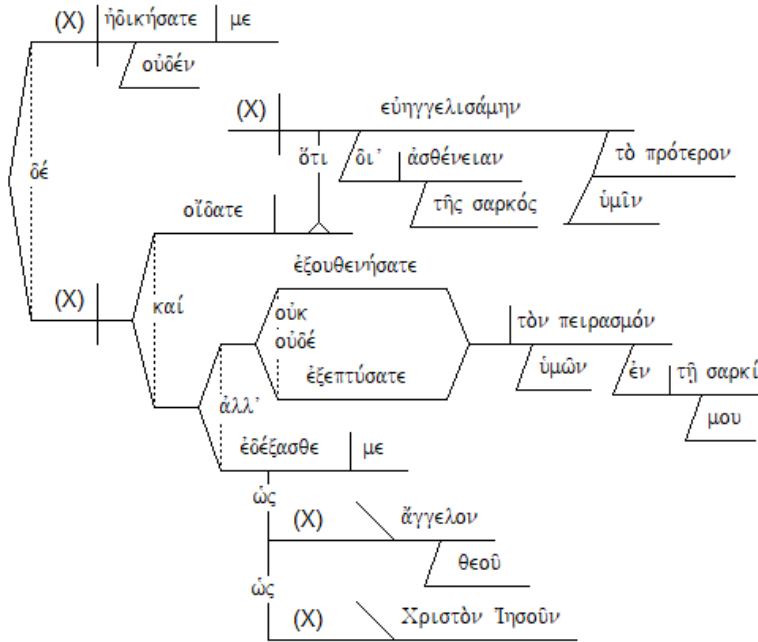 (X) ἠδικήσατε με
οὐδέν
(X) εὐηγγελισάμην
ὅτι δι' ἀσθένειαν τὸ πρότερον
δέ
τῆς σαρκός ὑμῖν
οἴδατε
ἐξουθενήσατε
(X) καί
οὐκ τὸν πειρασμόν
οὐδέ
ἐξεπτύσατε ὑμῶν ἐν τῇ σαρκί
ἀλλ' μου
ἐδέξασθε με
ὡς
(X) ἄγγελον
θεοῦ
ὡς
(X) Χριστὸν Ἰησοῦν